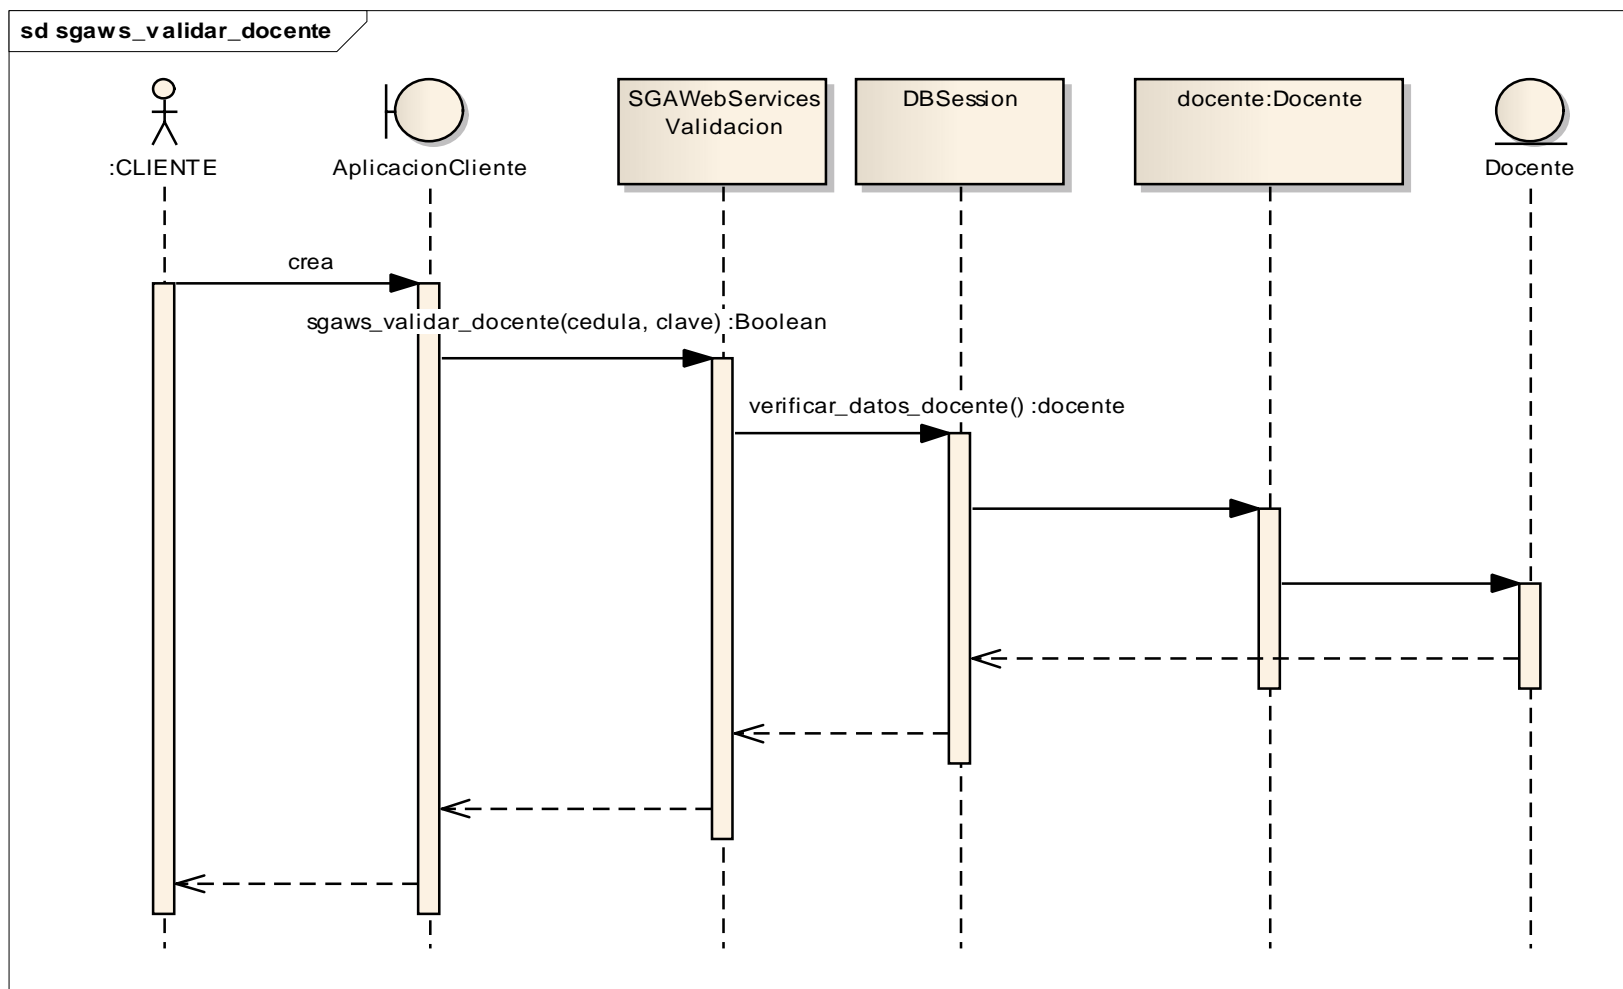 sd sgaws_validar_docente
:CLIENTE
AplicacionCliente
SGAWebServices
Validacion
DBSession
docente:Docente
Docente
crea
sgaws_validar_docente(cedula, clave) :Boolean
verificar_datos_docente() :docente